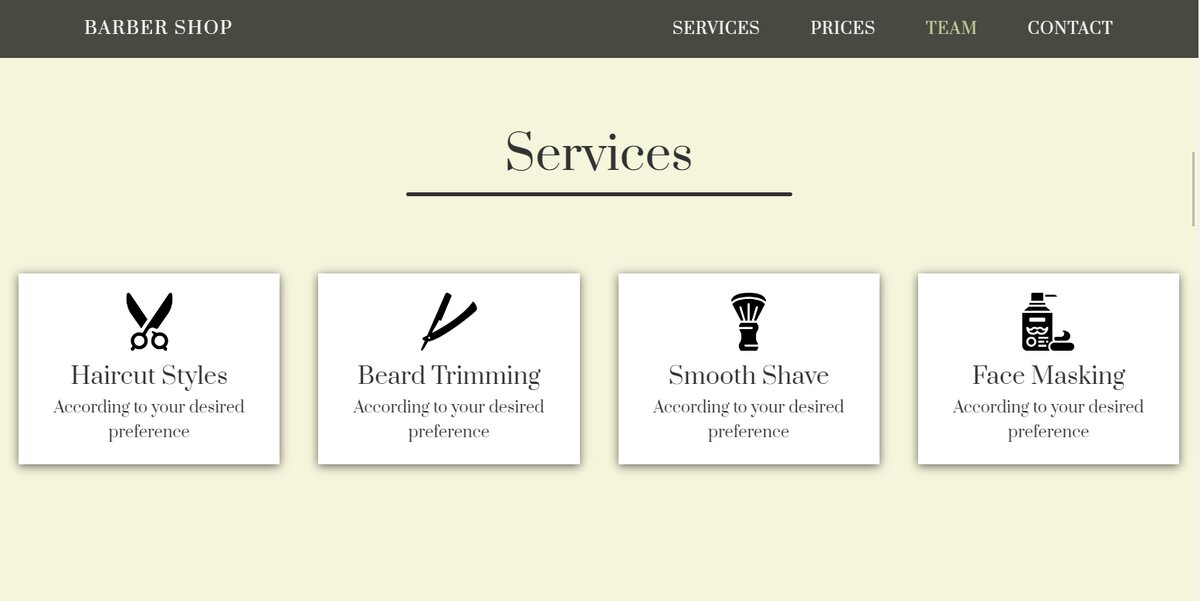 BARBER SHOP SERVICES PRICES TEAM CONTACT
Services
Haircut Styles
According to your desired
preference
Beard Trimming
According to your desired
preference
Smooth Shave
According to your desired
preference
Face Masking
According to your desired
preference